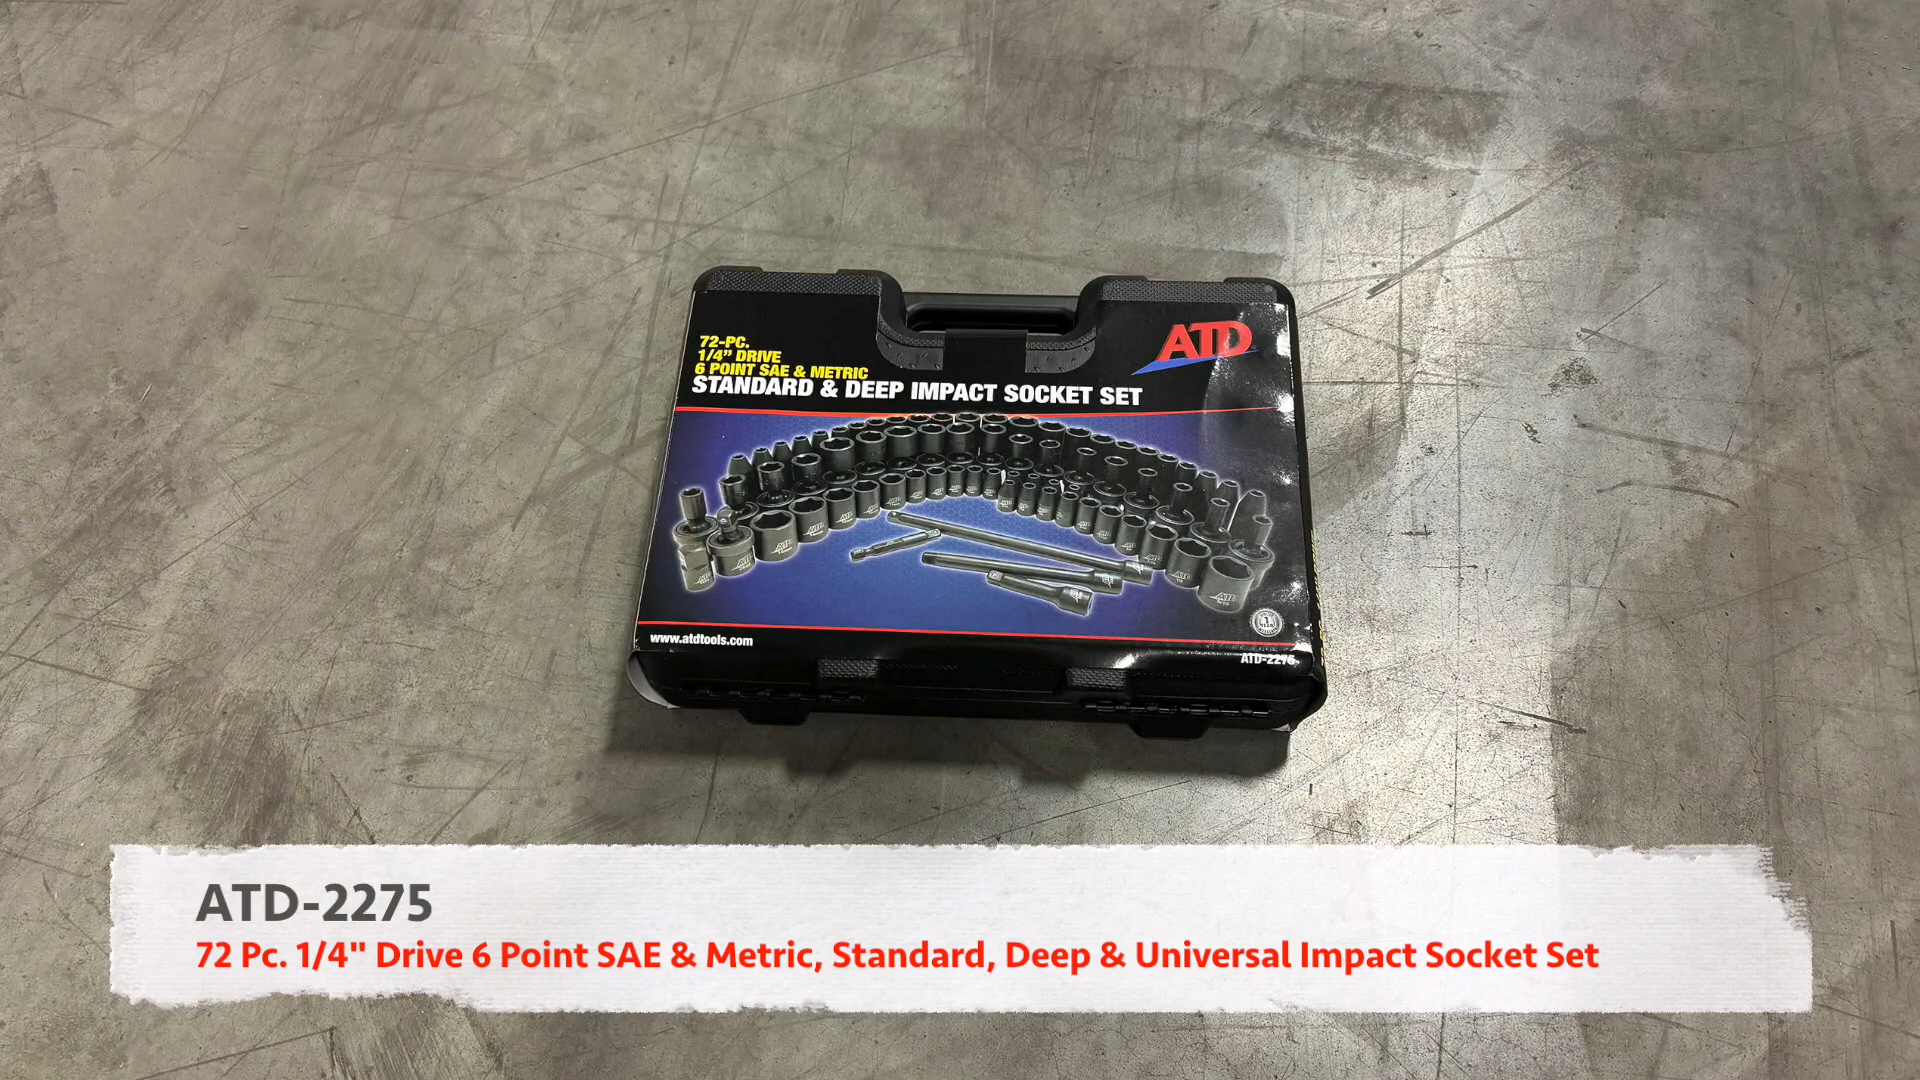 72-PC.
1/4" DRIVE
6 POINT SAE & METRIC
STANDARD & DEEP IMPACT SOCKET SET
ATD
www.atdtools.com
ATD-2275
ATD-2275
72 Pc. 1/4" Drive 6 Point SAE & Metric, Standard, Deep & Universal Impact Socket Set